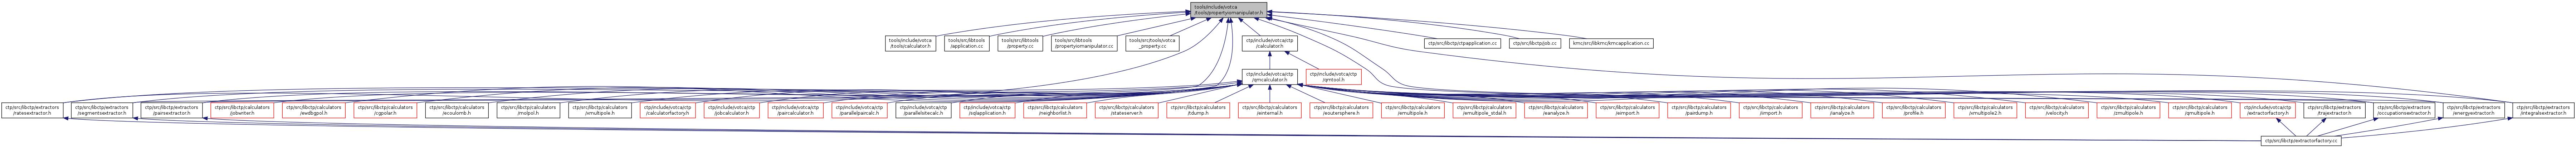 tools/include/votca
/tools/propertyiomanipulator.h
tools/include/votca
/tools/calculator.h
tools/src/libtools
/application.cc
tools/src/libtools
/property.cc
tools/src/libtools
/propertyiomanipulator.cc
tools/src/tools/votca
_property.cc
ctp/include/votca/ctp
/calculator.h
ctp/src/libctp/ctpapplication.cc
ctp/src/libctp/job.cc
kmc/src/libkmc/kmcapplication.cc
ctp/include/votca/ctp
/qmcalculator.h
ctp/include/votca/ctp
/qmtool.h
ctp/src/libctp/extractors
/ratesextractor.h
ctp/src/libctp/extractors
/segmentsextractor.h
ctp/src/libctp/extractors
/pairsextractor.h
ctp/src/libctp/calculators
/jobwriter.h
ctp/src/libctp/calculators
/ewdbgpol.h
ctp/src/libctp/calculators
/cgpolar.h
ctp/src/libctp/calculators
/ecoulomb.h
ctp/src/libctp/calculators
/molpol.h
ctp/src/libctp/calculators
/xmultipole.h
ctp/include/votca/ctp
/calculatorfactory.h
ctp/include/votca/ctp
/jobcalculator.h
ctp/include/votca/ctp
/paircalculator.h
ctp/include/votca/ctp
/parallelpaircalc.h
ctp/include/votca/ctp
/parallelxjobcalc.h
ctp/include/votca/ctp
/sqlapplication.h
ctp/src/libctp/calculators
/neighborlist.h
ctp/src/libctp/calculators
/stateserver.h
ctp/src/libctp/calculators
/tdump.h
ctp/src/libctp/calculators
/einternal.h
ctp/src/libctp/calculators
/eoutersphere.h
ctp/src/libctp/calculators
/emultipole.h
ctp/src/libctp/calculators
/emultipole_stdal.h
ctp/src/libctp/calculators
/eanalyze.h
ctp/src/libctp/calculators
/eimport.h
ctp/src/libctp/calculators
/pairdump.h
ctp/src/libctp/calculators
/iimport.h
ctp/src/libctp/calculators
/ianalyze.h
ctp/src/libctp/calculators
/profile.h
ctp/src/libctp/calculators
/vmultipole2.h
ctp/src/libctp/calculators
/velocity.h
ctp/src/libctp/calculators
/zmultipole.h
ctp/src/libctp/calculators
/qmultipole.h
ctp/include/votca/ctp
/extractorfactory.h
ctp/src/libctp/extractors
/trajextractor.h
ctp/src/libctp/extractors
/occupationsextractor.h
ctp/src/libctp/extractors
/energyextractor.h
ctp/src/libctp/extractors
/integralsextractor.h
ctp/src/libctp/extractorfactory.cc